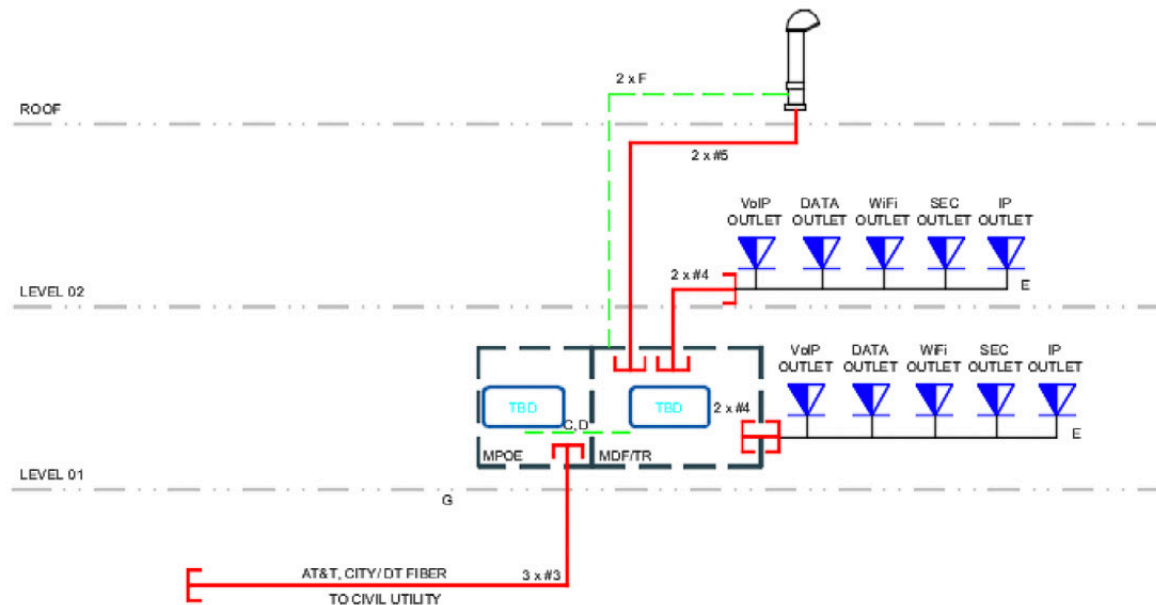 2 x F
ROOF
2 x #5
VoIP DATA WiFi SEC IP
OUTLET OUTLET OUTLET OUTLET OUTLET
2 x #4
E
LEVEL 02
VoIP DATA WiFi SEC IP
OUTLET OUTLET OUTLET OUTLET OUTLET
TBD TBD 2 x #4
C, D
E
MPOE MDF/TR
LEVEL 01
G
AT&T, CITY/ DT FIBER 3 x #3
TO CIVIL UTILITY